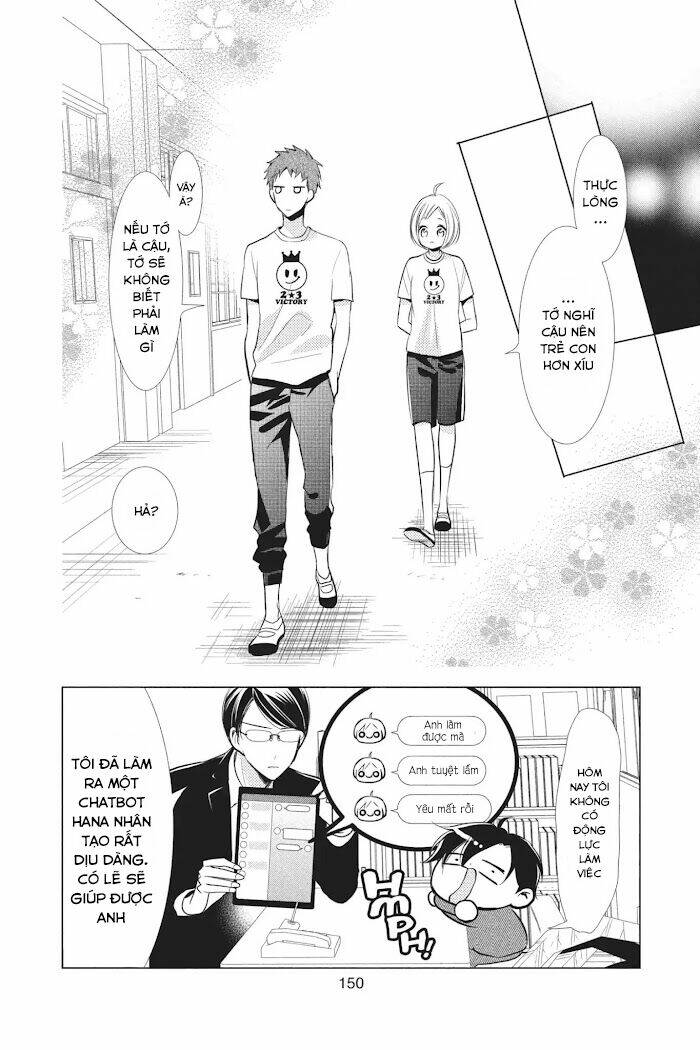 THỰC
LÒNG
...
...
TỚ NGHĨ
CẬU NÊN
TRẺ CON
HƠN XÍU
VẬY
Á?
NẾU TỚ
LÀ CẬU,
TỚ SẼ
KHÔNG
BIẾT
PHẢI
LÀM
GÌ
2★3
VICTORY
2★3
VICTORY
HẢ?
HÔM
NAY TÔI
KHÔNG
CÓ
ĐỘNG
LỰC
LÀM
VIỆC
Anh làm
được mà
Anh tuyệt lắm
Yêu mất rồi
HMPH!
TÔI ĐÃ LÀM
RA MỘT
CHATBOT
HANA NHÂN
TẠO RẤT
DỊU DÀNG.
CÓ LẼ SẼ
GIÚP ĐƯỢC
ANH
150